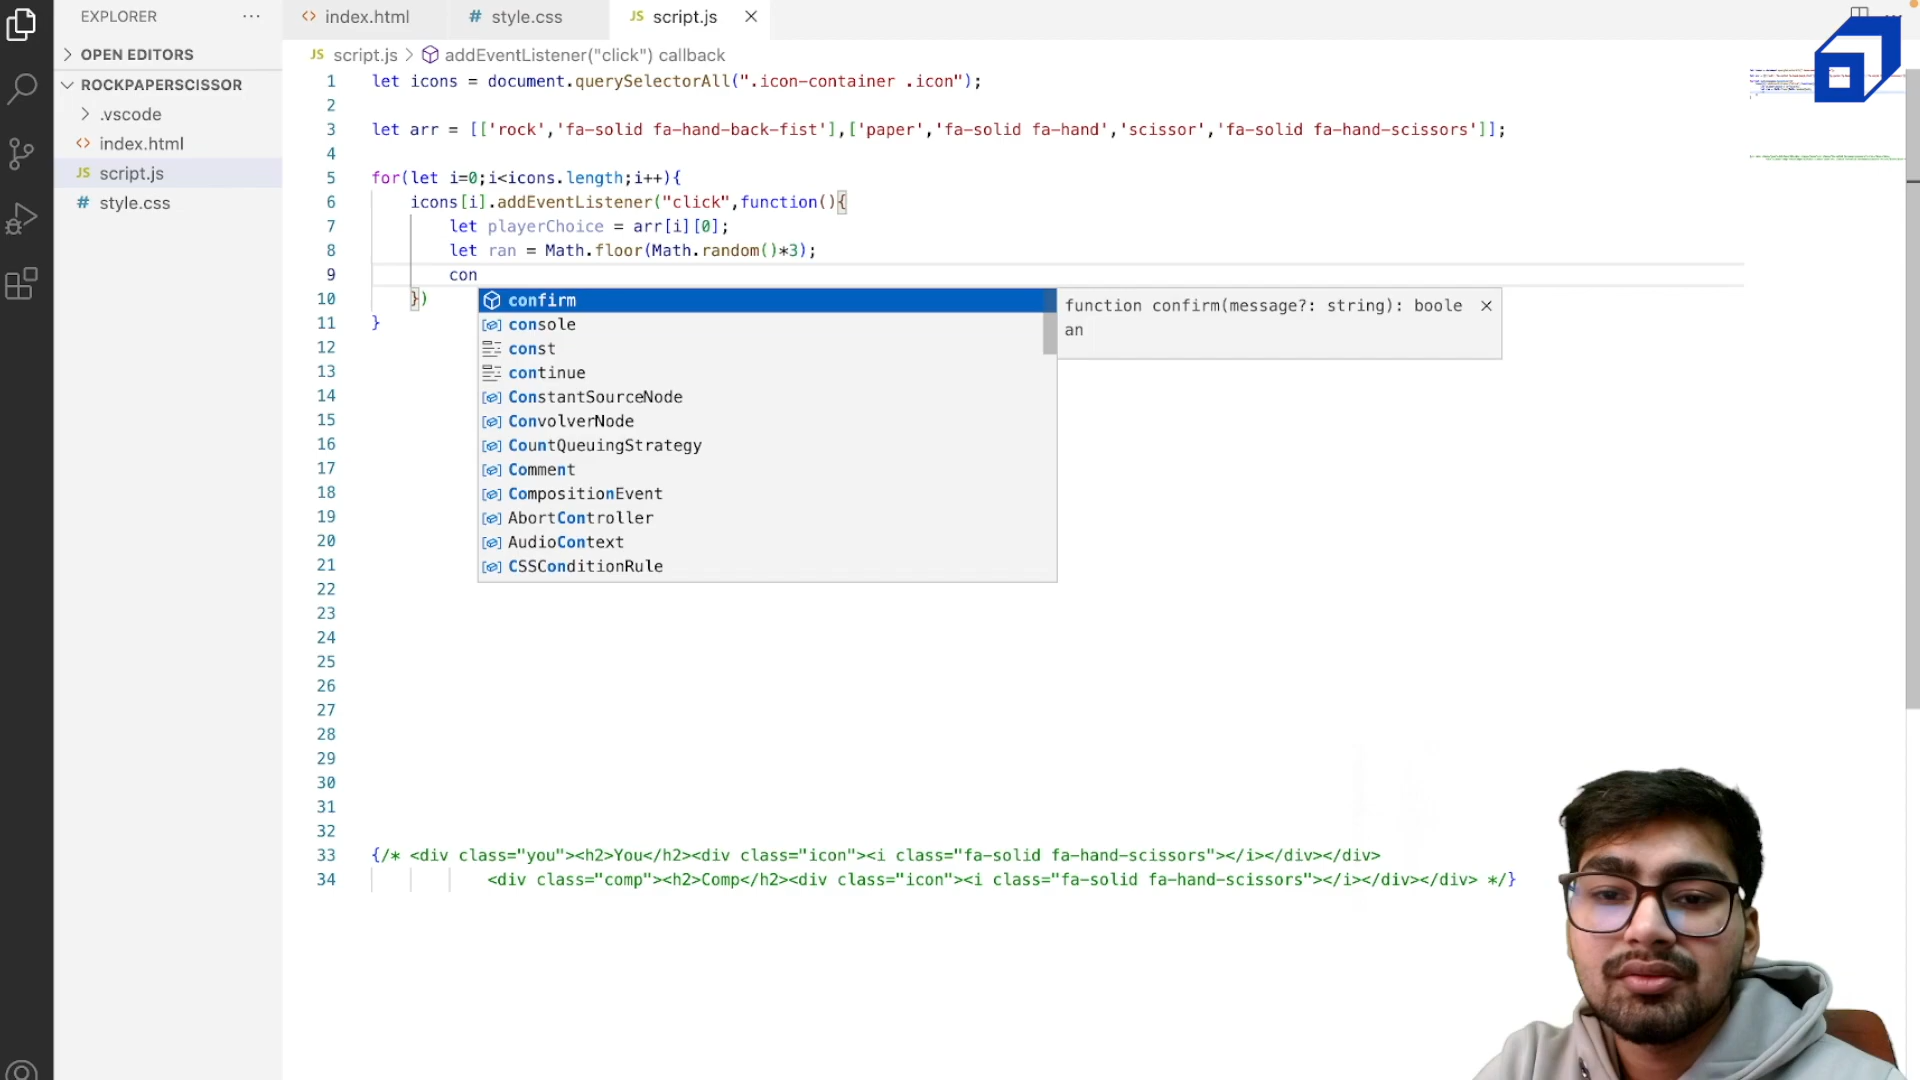 EXPLORER ···
OPEN EDITORS
ROCKPAPERSCISSOR
.vscode
<> index.html
JS script.js
# style.css
<> index.html # style.css JS script.js ×
JS script.js > addEventListener("click") callback
1 let icons = document.querySelectorAll(".icon-container .icon");
2
3 let arr = [['rock','fa-solid fa-hand-back-fist'],['paper','fa-solid fa-hand','scissor','fa-solid fa-hand-scissors']];
4
5 for(let i=0;i<icons.length;i++){
6 icons[i].addEventListener("click",function(){
7 let playerChoice = arr[i][0];
8 let ran = Math.floor(Math.random()*3);
9 con
10 })
11 }
12
13
14
15
16
17
18
19
20
21
22
23
24
25
26
27
28
29
30
31
32
33 {/* <div class="you"><h2>You</h2><div class="icon"><i class="fa-solid fa-hand-scissors"></i></div></div>
34 <div class="comp"><h2>Comp</h2><div class="icon"><i class="fa-solid fa-hand-scissors"></i></div></div> */}
confirm
console
const
continue
ConstantSourceNode
ConvolverNode
CountQueuingStrategy
Comment
CompositionEvent
AbortController
AudioContext
CSSConditionRule
function confirm(message?: string): boole
an